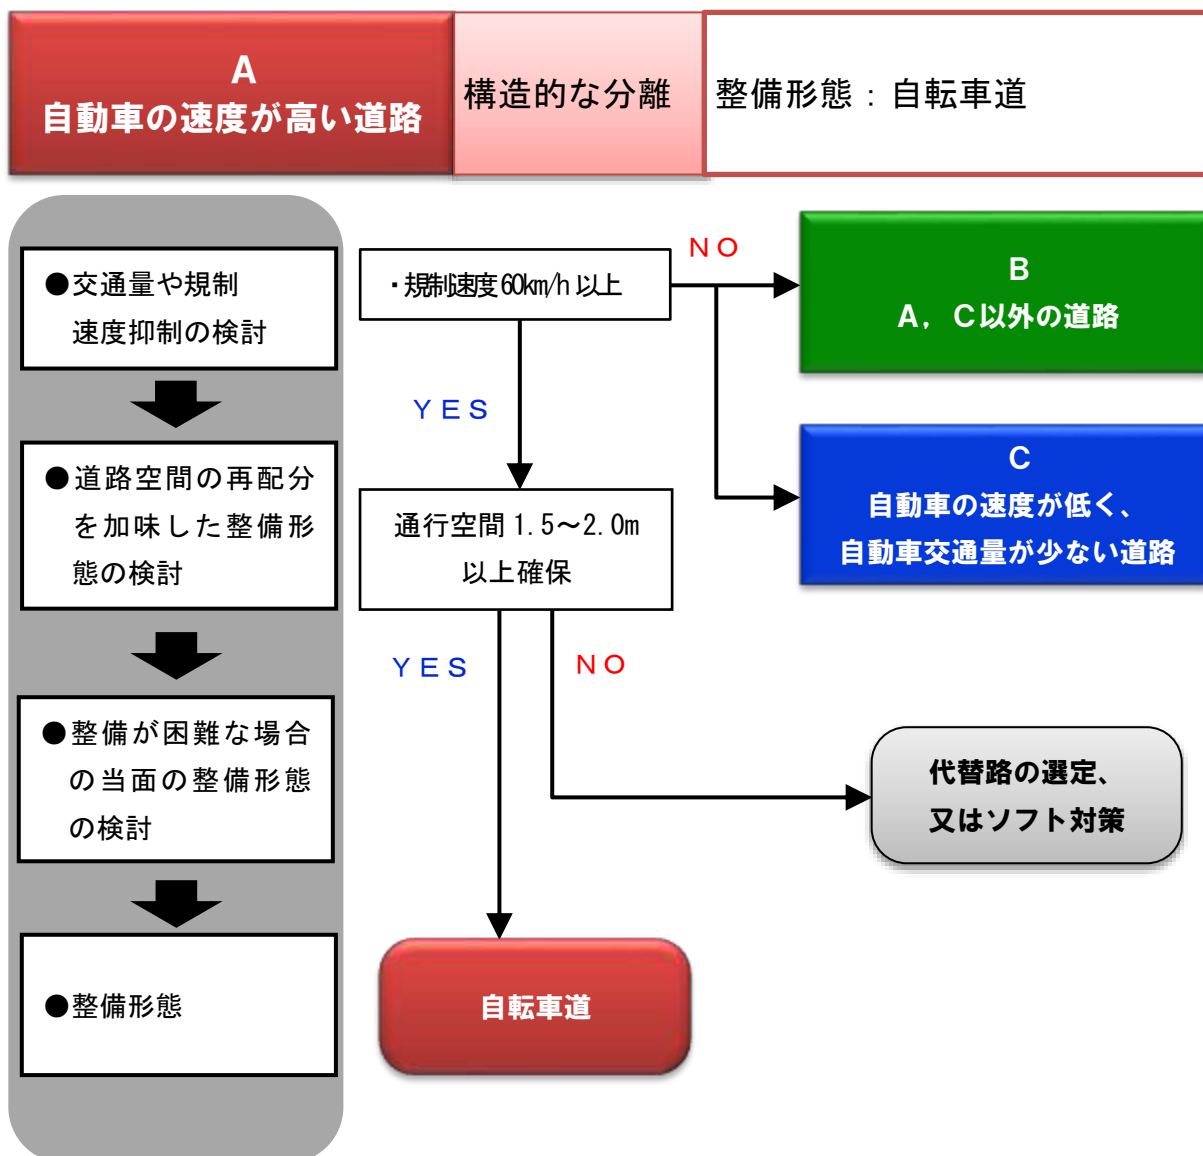 A
自動車の速度が高い道路
構造的な分離
整備形態：自転車道
●交通量や規制
速度抑制の検討
●道路空間の再配分
を加味した整備形
態の検討
●整備が困難な場合
の当面の整備形態
の検討
●整備形態
・規制速度60km/h以上
NO
YES
B
A，C以外の道路
C
自動車の速度が低く、
自動車交通量が少ない道路
通行空間 1.5～2.0m
以上確保
YES
NO
代替路の選定、
又はソフト対策
自転車道